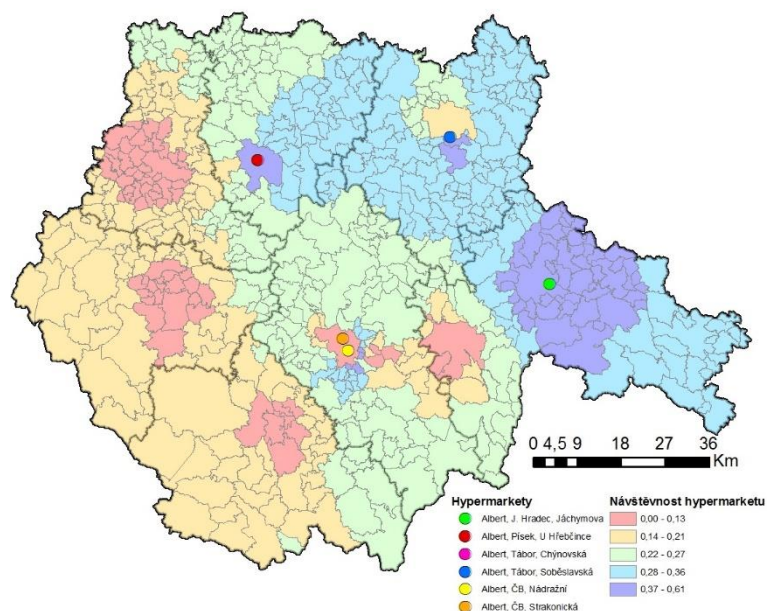 0 4,5 9 18 27 36
Km
Hypermarkety
Albert, J. Hradec, Jáchymova
Albert, Písek, U Hřebčince
Albert, Tábor, Chýnovská
Albert, Tábor, Soběslavská
Albert, ČB, Nádražní
Albert, ČB, Strakonická
Návštěvnost hypermarketu
0,00 - 0,13
0,14 - 0,21
0,22 - 0,27
0,28 - 0,36
0,37 - 0,61